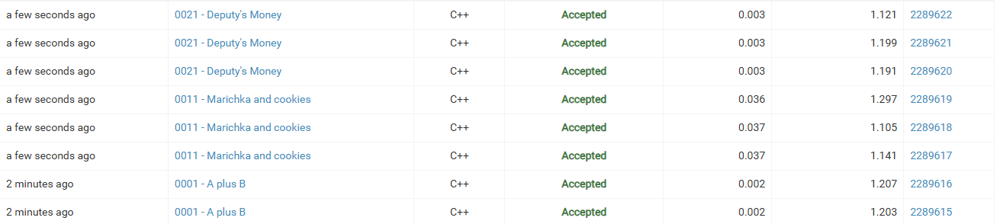 a few seconds ago 0021 - Deputy's Money C++ Accepted 0.003 1.121 2289622
a few seconds ago 0021 - Deputy's Money C++ Accepted 0.003 1.199 2289621
a few seconds ago 0021 - Deputy's Money C++ Accepted 0.003 1.191 2289620
a few seconds ago 0011 - Marichka and cookies C++ Accepted 0.036 1.297 2289619
a few seconds ago 0011 - Marichka and cookies C++ Accepted 0.037 1.105 2289618
a few seconds ago 0011 - Marichka and cookies C++ Accepted 0.037 1.141 2289617
2 minutes ago 0001 - A plus B C++ Accepted 0.002 1.207 2289616
2 minutes ago 0001 - A plus B C++ Accepted 0.002 1.203 2289615